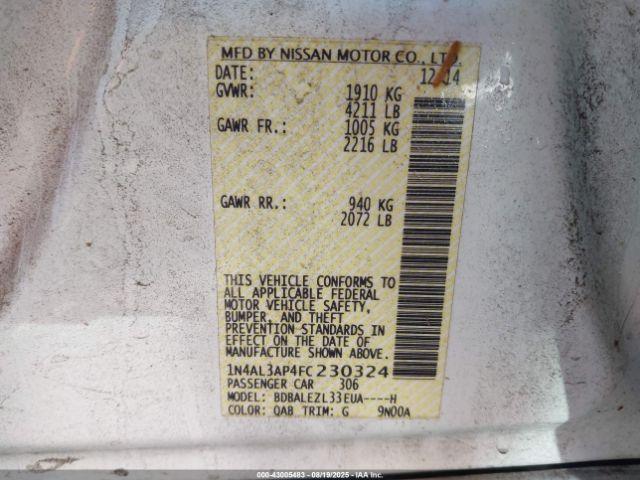 MFD BY NISSAN MOTOR CO., LTD.
DATE: 12/14
GVWR: 1910 KG
4211 LB
GAWR FR.: 1005 KG
2216 LB
GAWR RR.: 940 KG
2072 LB
THIS VEHICLE CONFORMS TO
ALL APPLICABLE FEDERAL
MOTOR VEHICLE SAFETY,
BUMPER, AND THEFT
PREVENTION STANDARDS IN
EFFECT ON THE DATE OF
MANUFACTURE SHOWN ABOVE.
1N4AL3AP4FC230324
PASSENGER CAR 306
MODEL: BDBALEZL33EUA----H
COLOR: QAB TRIM: G 9N00A
000-43005483 - 08/19/2025 - IAAI.COM